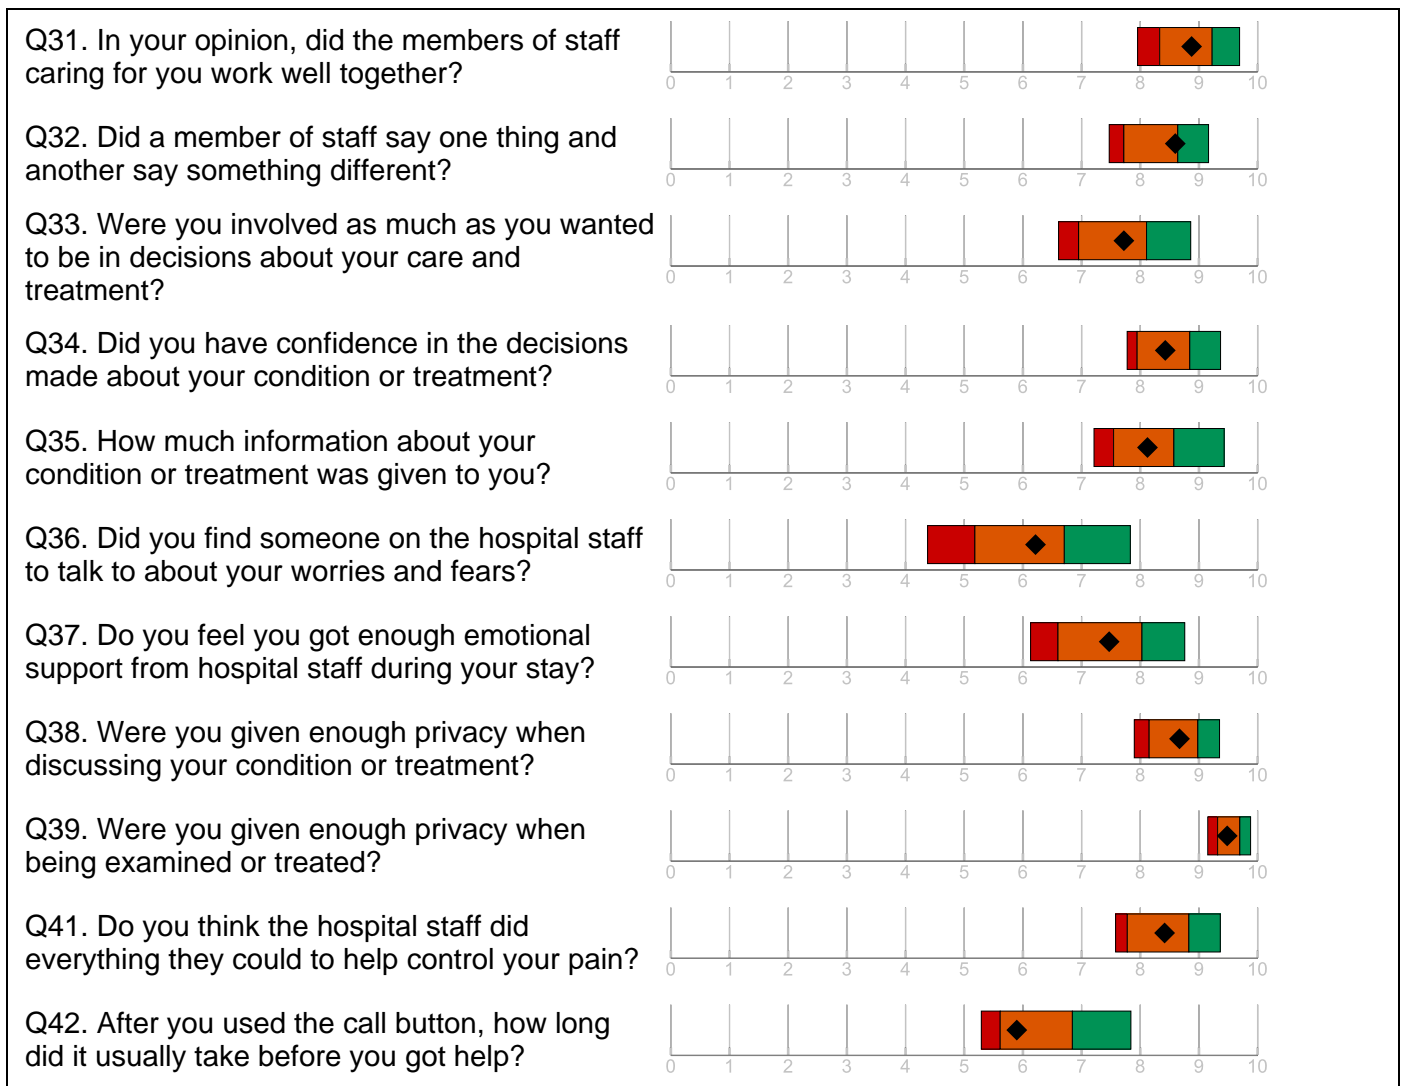 Q31. In your opinion, did the members of staff
caring for you work well together?
0 1 2 3 4 5 6 7 8 9 10
Q32. Did a member of staff say one thing and
another say something different?
0 1 2 3 4 5 6 7 8 9 10
Q33. Were you involved as much as you wanted
to be in decisions about your care and
treatment?
0 1 2 3 4 5 6 7 8 9 10
Q34. Did you have confidence in the decisions
made about your condition or treatment?
0 1 2 3 4 5 6 7 8 9 10
Q35. How much information about your
condition or treatment was given to you?
0 1 2 3 4 5 6 7 8 9 10
Q36. Did you find someone on the hospital staff
to talk to about your worries and fears?
0 1 2 3 4 5 6 7 8 9 10
Q37. Do you feel you got enough emotional
support from hospital staff during your stay?
0 1 2 3 4 5 6 7 8 9 10
Q38. Were you given enough privacy when
discussing your condition or treatment?
0 1 2 3 4 5 6 7 8 9 10
Q39. Were you given enough privacy when
being examined or treated?
0 1 2 3 4 5 6 7 8 9 10
Q41. Do you think the hospital staff did
everything they could to help control your pain?
0 1 2 3 4 5 6 7 8 9 10
Q42. After you used the call button, how long
did it usually take before you got help?
0 1 2 3 4 5 6 7 8 9 10